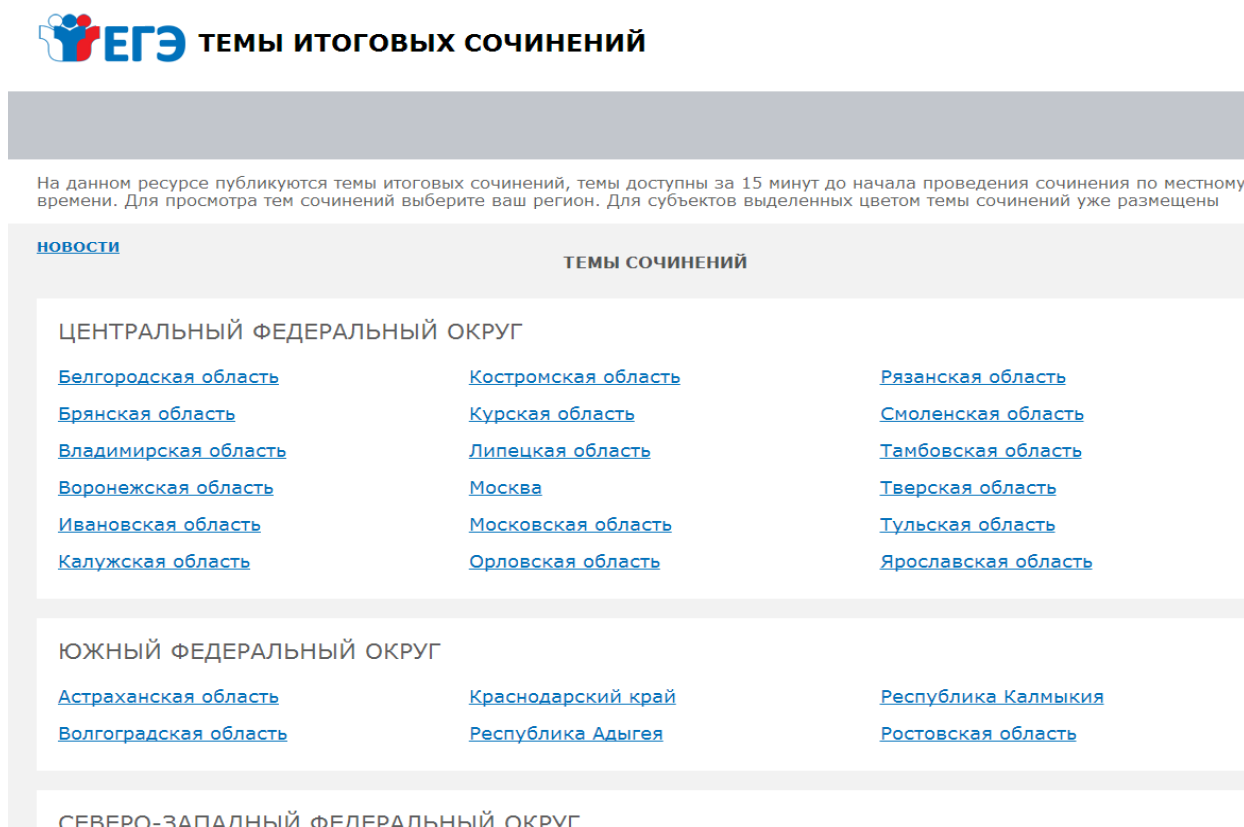 ЕГЭ ТЕМЫ ИТОГОВЫХ СОЧИНЕНИЙ
На данном ресурсе публикуются темы итоговых сочинений, темы доступны за 15 минут до начала проведения сочинения по местному
времени. Для просмотра тем сочинений выберите ваш регион. Для субъектов выделенных цветом темы сочинений уже размещены
НОВОСТИ
ТЕМЫ СОЧИНЕНИЙ
ЦЕНТРАЛЬНЫЙ ФЕДЕРАЛЬНЫЙ ОКРУГ
Белгородская область Костромская область Рязанская область
Брянская область Курская область Смоленская область
Владимирская область Липецкая область Тамбовская область
Воронежская область Москва Тверская область
Ивановская область Московская область Тульская область
Калужская область Орловская область Ярославская область
ЮЖНЫЙ ФЕДЕРАЛЬНЫЙ ОКРУГ
Астраханская область Краснодарский край Республика Калмыкия
Волгоградская область Республика Адыгея Ростовская область
СЕВЕРО-ЗАПАДНЫЙ ФЕДЕРАЛЬНЫЙ ОКРУГ